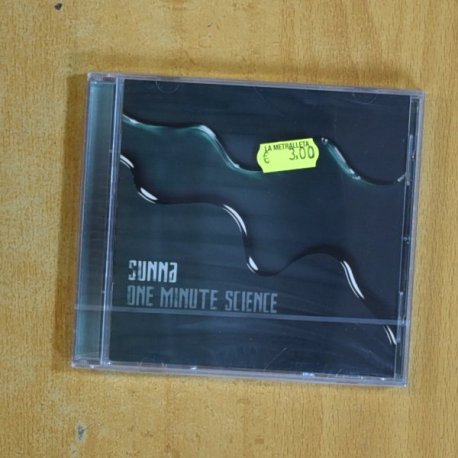 LA METRALLETA
€ 3,00
SUNNA
ONE MINUTE SCIENCE